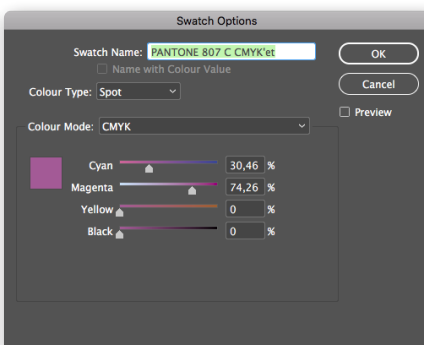 Swatch Options
Swatch Name: PANTONE 807 C CMYK'et
OK
Name with Colour Value
Cancel
Colour Type: Spot
Preview
Colour Mode: CMYK
Cyan 30,46 %
Magenta 74,26 %
Yellow 0 %
Black 0 %